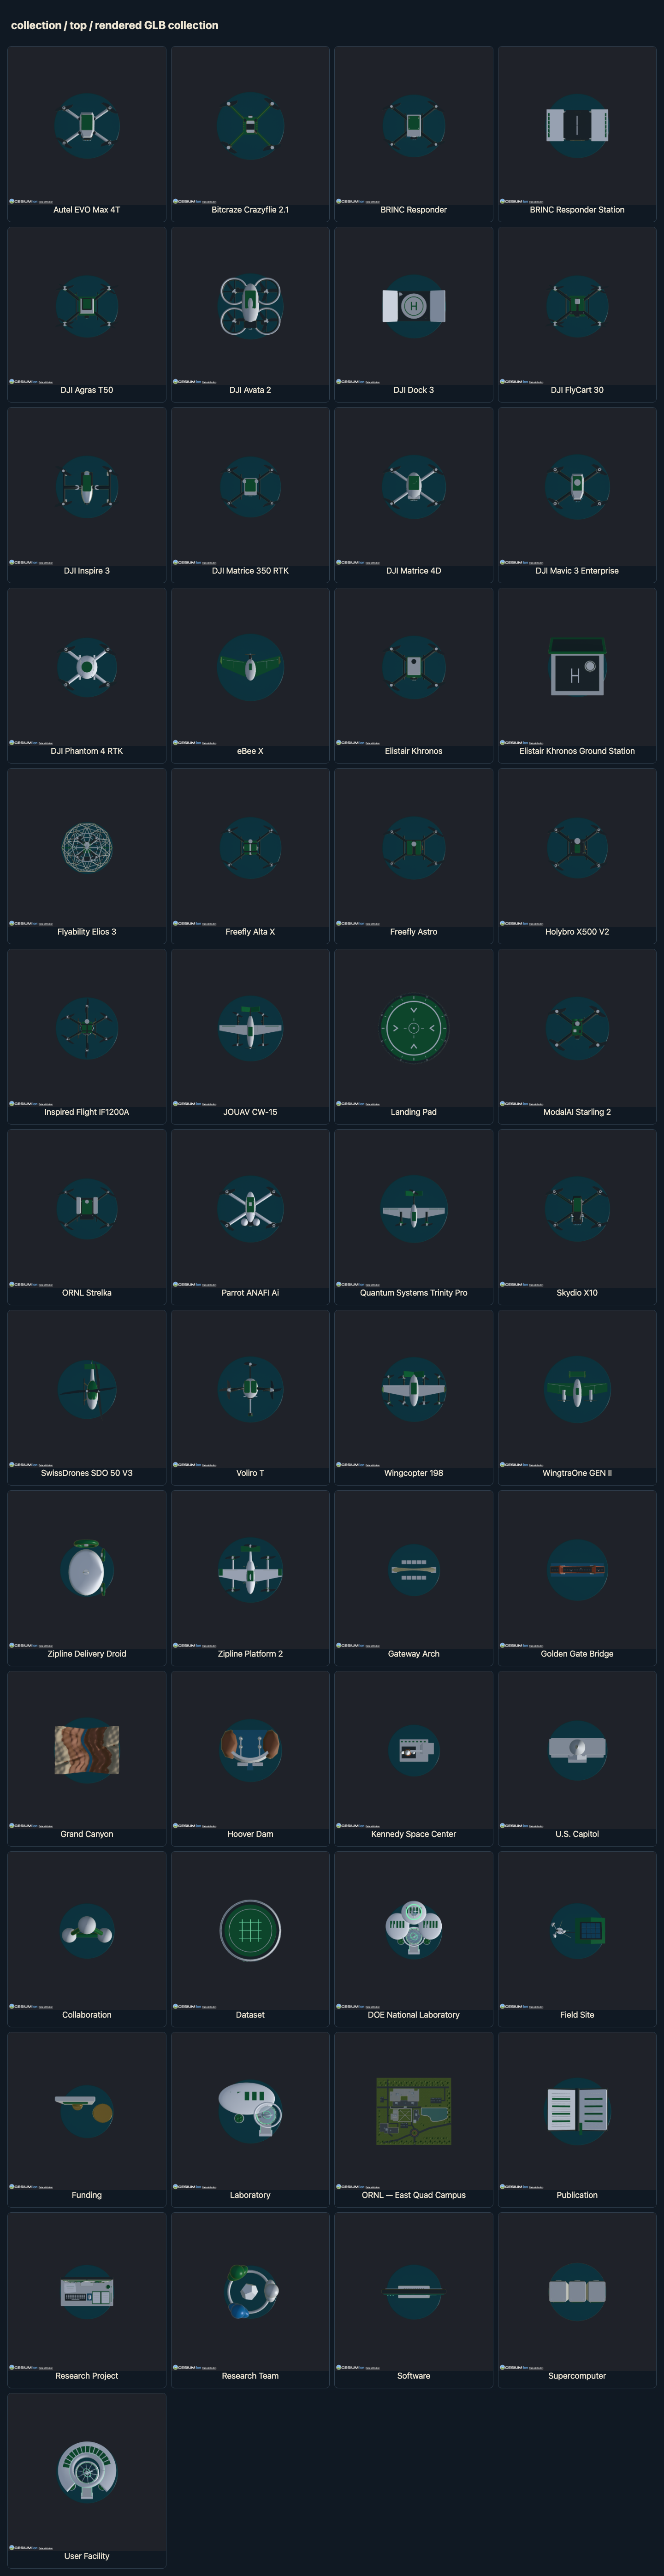 collection / top / rendered GLB collection
Autel EVO Max 4T
Bitcraze Crazyflie 2.1
BRINC Responder
BRINC Responder Station
DJI Agras T50
DJI Avata 2
H
DJI Dock 3
DJI FlyCart 30
DJI Inspire 3
DJI Matrice 350 RTK
DJI Matrice 4D
DJI Mavic 3 Enterprise
DJI Phantom 4 RTK
eBee X
Elistair Khronos
H
Elistair Khronos Ground Station
Flyability Elios 3
Freefly Alta X
Freefly Astro
Holybro X500 V2
Inspired Flight IF1200A
JOUAV CW-15
Landing Pad
ModalAI Starling 2
ORNL Strelka
Parrot ANAFI Ai
Quantum Systems Trinity Pro
Skydio X10
SwissDrones SDO 50 V3
Voliro T
Wingcopter 198
WingtraOne GEN II
Zipline Delivery Droid
Zipline Platform 2
Gateway Arch
Golden Gate Bridge
Grand Canyon
Hoover Dam
Kennedy Space Center
U.S. Capitol
Collaboration
Dataset
DOE National Laboratory
Field Site
Funding
Laboratory
ORNL — East Quad Campus
Publication
Research Project
Research Team
Software
Supercomputer
User Facility